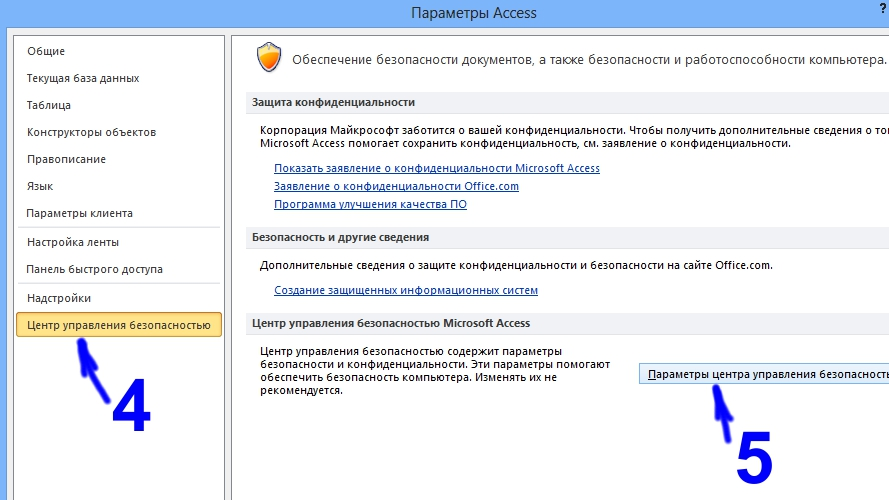 Параметры Access
?
Общие
Текущая база данных
Таблица
Конструкторы объектов
Правописание
Язык
Параметры клиента
Настройка ленты
Панель быстрого доступа
Надстройки
Центр управления безопасностью
4
Обеспечение безопасности документов, а также безопасности и работоспособности компьютера.
Защита конфиденциальности
Корпорация Майкрософт заботится о вашей конфиденциальности. Чтобы получить дополнительные сведения о
Microsoft Access помогает сохранить конфиденциальность, см. заявление о конфиденциальности.
Показать заявление о конфиденциальности Microsoft Access
Заявление о конфиденциальности Office.com
Программа улучшения качества ПО
Безопасность и другие сведения
Дополнительные сведения о защите конфиденциальности и безопасности на сайте Office.com.
Создание защищенных информационных систем
Центр управления безопасностью Microsoft Access
Центр управления безопасностью содержит параметры
безопасности и конфиденциальности. Эти параметры помогают
обеспечить безопасность компьютера. Изменять их не
рекомендуется.
Параметры центра управления безопасность
5